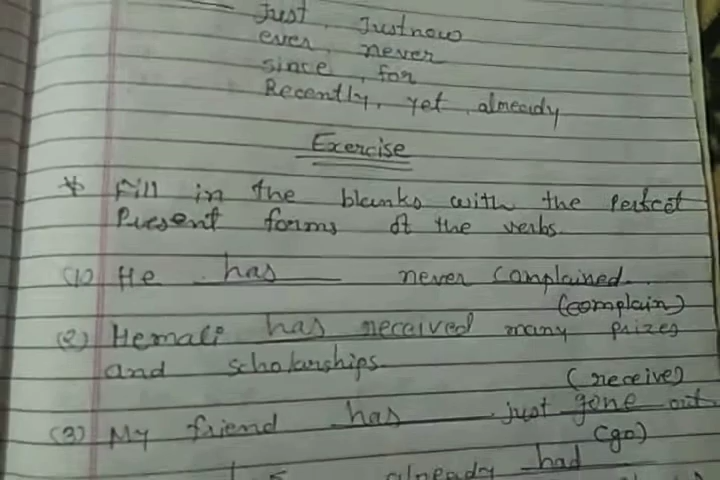 Just, Justnow
ever, never
since, for
Recently, yet, already
Exercise
* Fill in the blanks with the perfect
Present forms of the verbs.
(1) He has never complained.
(complain)
(2) Hemali has received many prizes
and scholarships.
(receive)
(3) My friend has just gone out.
(go)
already had